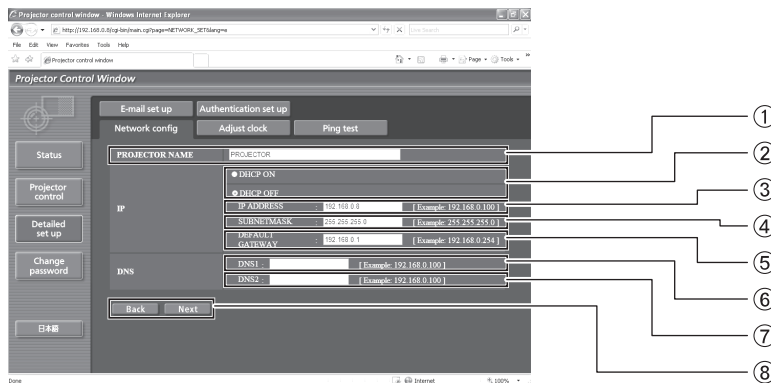 Projector control window - Windows Internet Explorer
http://192.168.0.8/cgi-bin/main.cgi?page=NETWORK_SET&lang=e
Live Search
File Edit View Favorites Tools Help
Projector control window
Page Tools
Projector Control Window
E-mail set up Authentication set up
Network config Adjust clock Ping test
Status
Projector control
Detailed set up
Change password
日本語
PROJECTOR NAME : PROJECTOR
IP
DHCP ON
DHCP OFF
IP ADDRESS : 192.168.0.8 [ Example: 192.168.0.100 ]
SUBNETMASK : 255.255.255.0 [ Example: 255.255.255.0 ]
DEFAULT GATEWAY : 192.168.0.1 [ Example: 192.168.0.254 ]
DNS
DNS1 : [ Example: 192.168.0.100 ]
DNS2 : [ Example: 192.168.0.100 ]
Back Next
Done Internet 100%
①
②
③
④
⑤
⑥
⑦
⑧